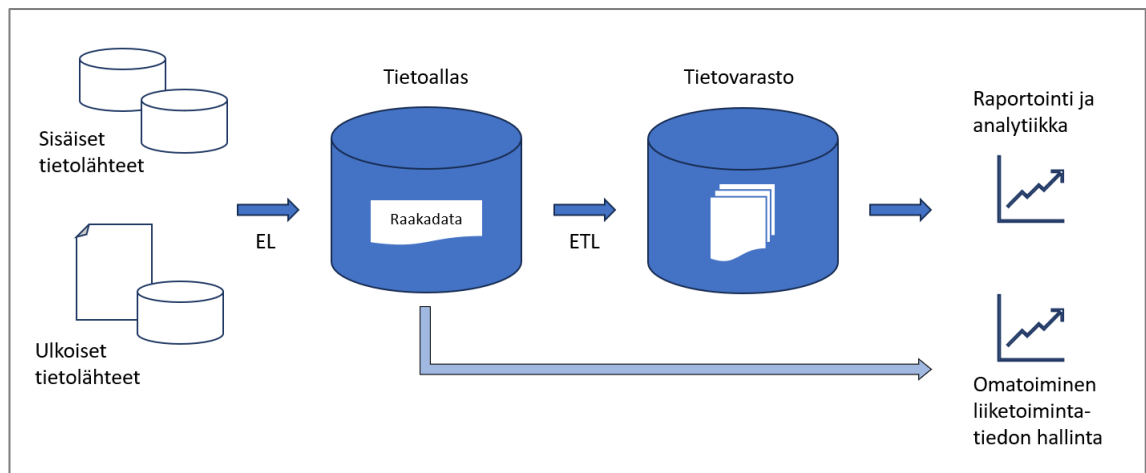 Sisäiset
tietolähteet
Ulkoiset
tietolähteet
EL
Tietoallas
Raakadata
ETL
Tietovarasto
Raportointi ja
analytiikka
Omatoiminen
liiketoiminta-
tiedon hallinta